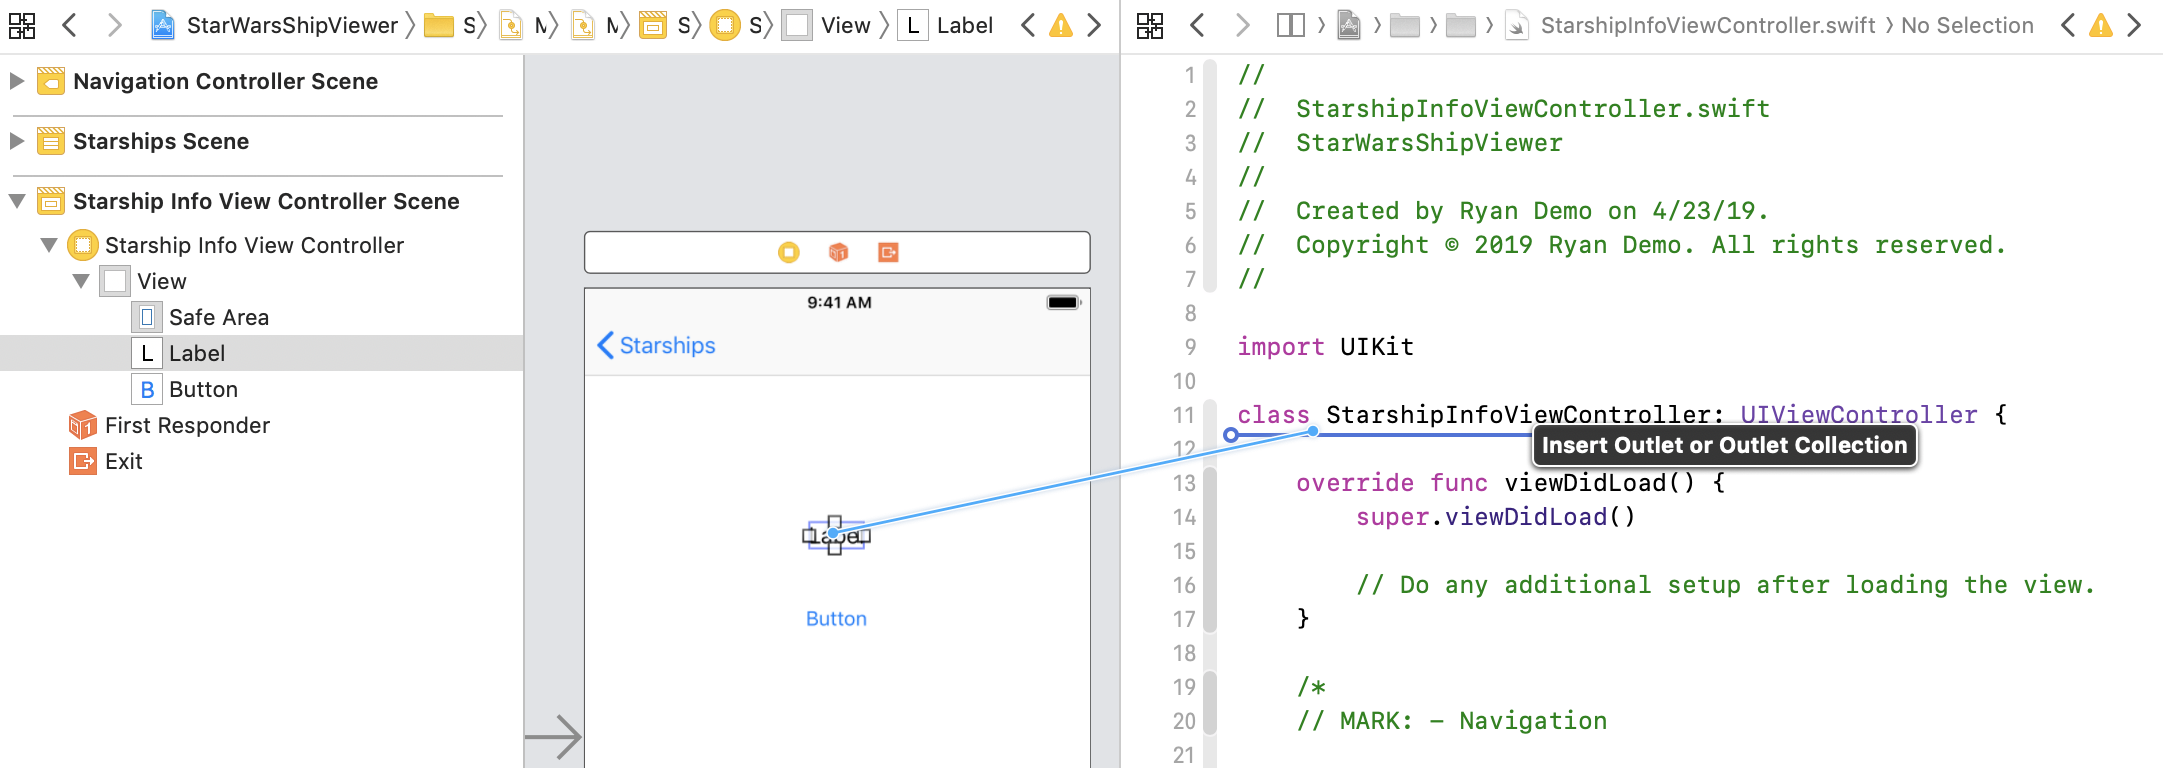 StarWarsShipViewer S M M S S View L Label
StarshipInfoViewController.swift No Selection
Navigation Controller Scene
Starships Scene
Starship Info View Controller Scene
Starship Info View Controller
View
Safe Area
L Label
B Button
1 First Responder
Exit
1
9:41 AM
Starships
Label
Button
1 //
2 // StarshipInfoViewController.swift
3 // StarWarsShipViewer
4 //
5 // Created by Ryan Demo on 4/23/19.
6 // Copyright © 2019 Ryan Demo. All rights reserved.
7 //
8
9 import UIKit
10
11 class StarshipInfoViewController: UIViewController {
12
Insert Outlet or Outlet Collection
13 override func viewDidLoad() {
14 super.viewDidLoad()
15
16 // Do any additional setup after loading the view.
17 }
18
19 /*
20 // MARK: - Navigation
21